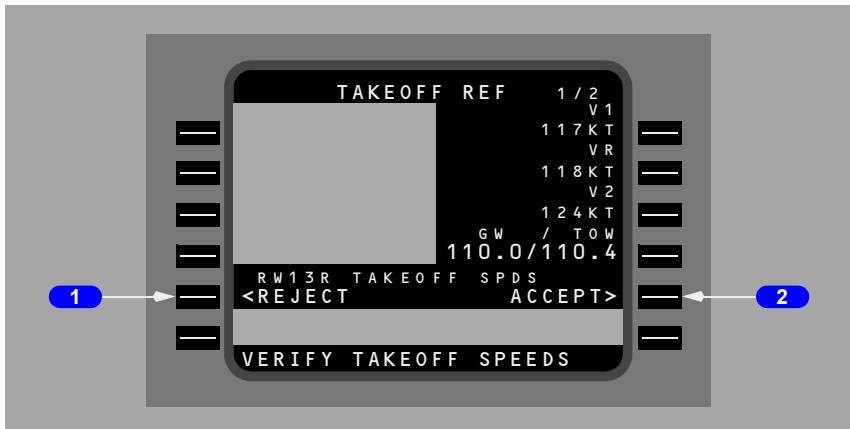 TAKEOFF REF 1/2
V1
117KT
VR
118KT
V2
124KT
GW / TOW
110.0/110.4
RW13R TAKEOFF SPDS
<REJECT ACCEPT>
1 2
VERIFY TAKEOFF SPEEDS